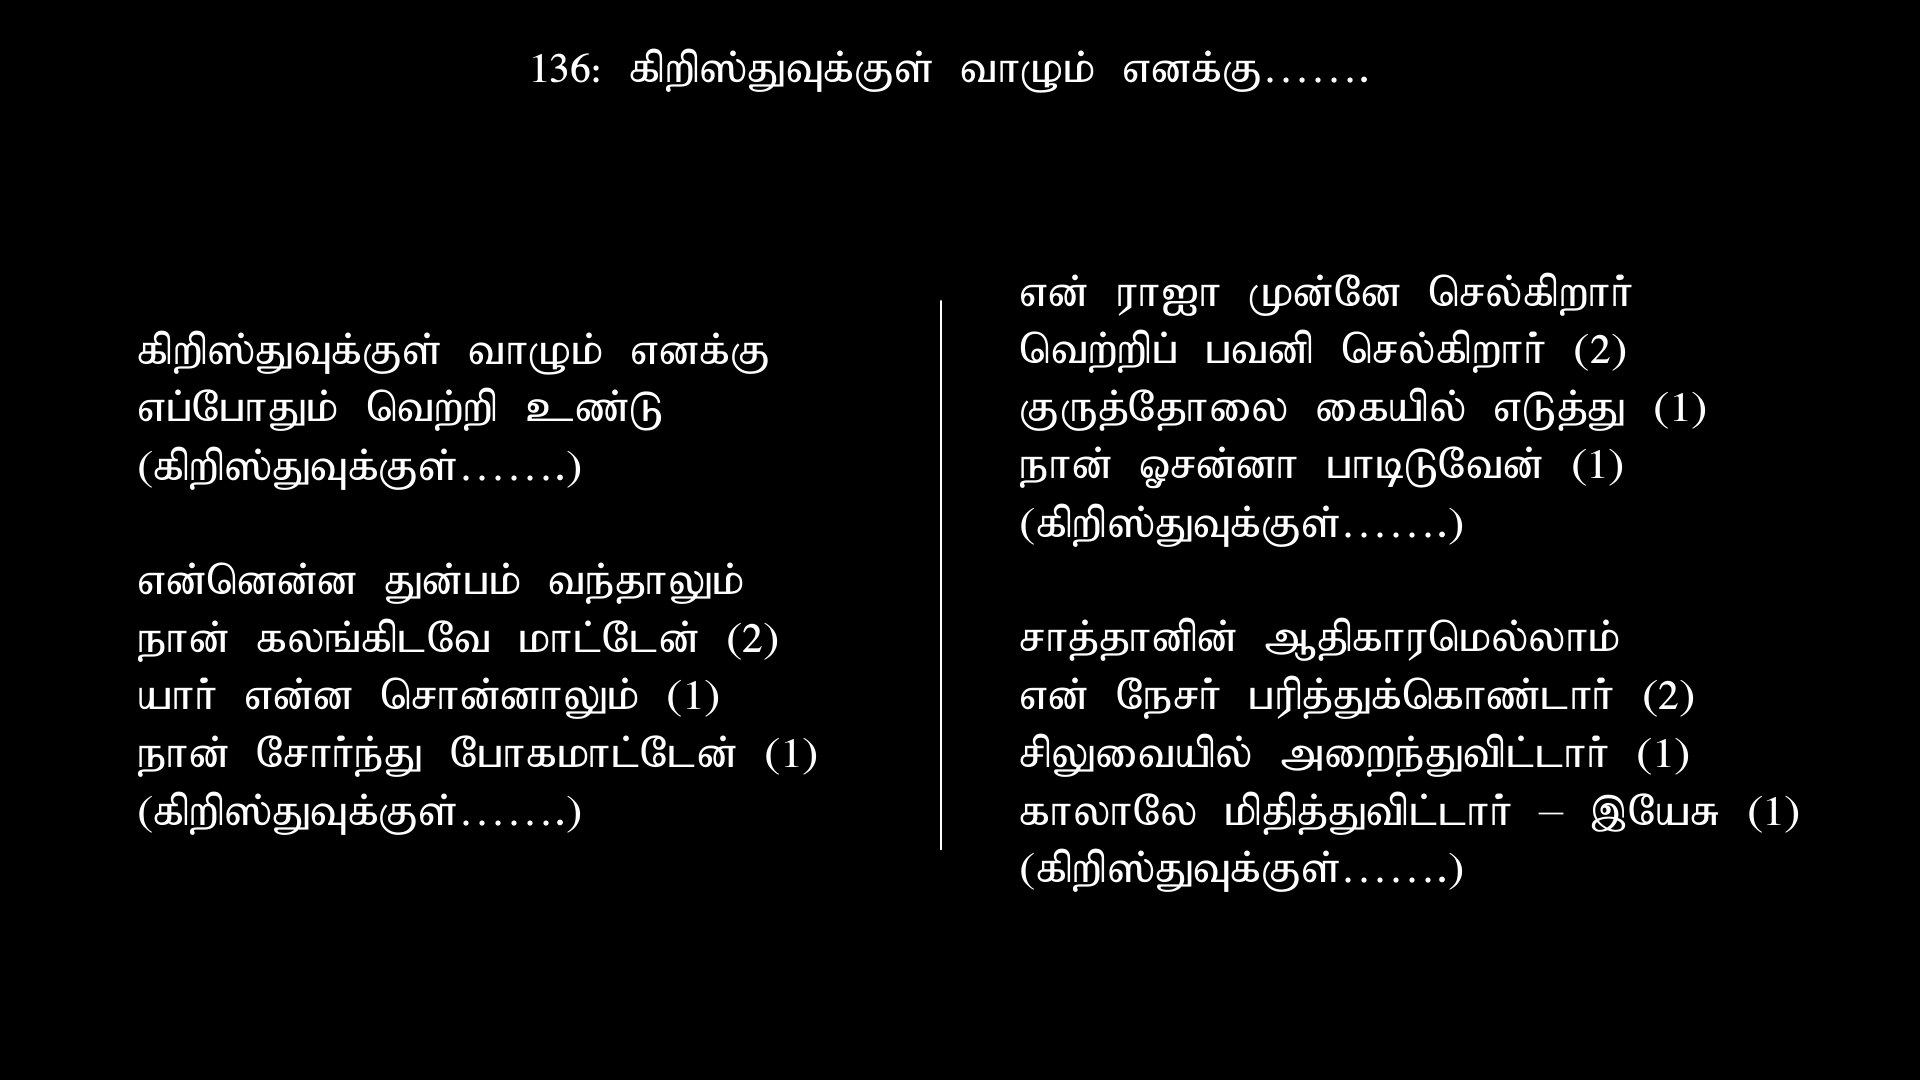 136: கிறிஸ்துவுக்குள் வாழும் எனக்கு.......
கிறிஸ்துவுக்குள் வாழும் எனக்கு
எப்போதும் வெற்றி உண்டு
(கிறிஸ்துவுக்குள்.......)
என்னென்ன துன்பம் வந்தாலும்
நான் கலங்கிடவே மாட்டேன் (2)
யார் என்ன சொன்னாலும் (1)
நான் சோர்ந்து போகமாட்டேன் (1)
(கிறிஸ்துவுக்குள்.......)
என் ராஜா முன்னே செல்கிறார்
வெற்றிப் பவனி செல்கிறார் (2)
குருத்தோலை கையில் எடுத்து (1)
நான் ஓசன்னா பாடிடுவேன் (1)
(கிறிஸ்துவுக்குள்.......)
சாத்தானின் ஆதிகாரமெல்லாம்
என் நேசர் பரித்துக்கொண்டார் (2)
சிலுவையில் அறைந்துவிட்டார் (1)
காலாலே மிதித்துவிட்டார் – இயேசு (1)
(கிறிஸ்துவுக்குள்.......)